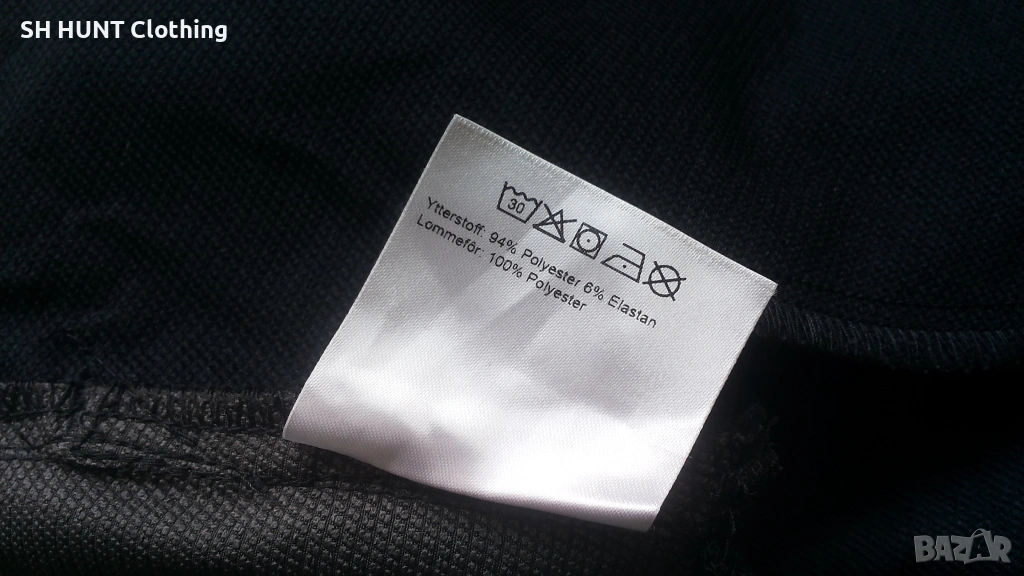 SH HUNT Clothing
30
Ytterstoff: 94% Polyester 6% Elastan
Lommefôr: 100% Polyester
BAZAR